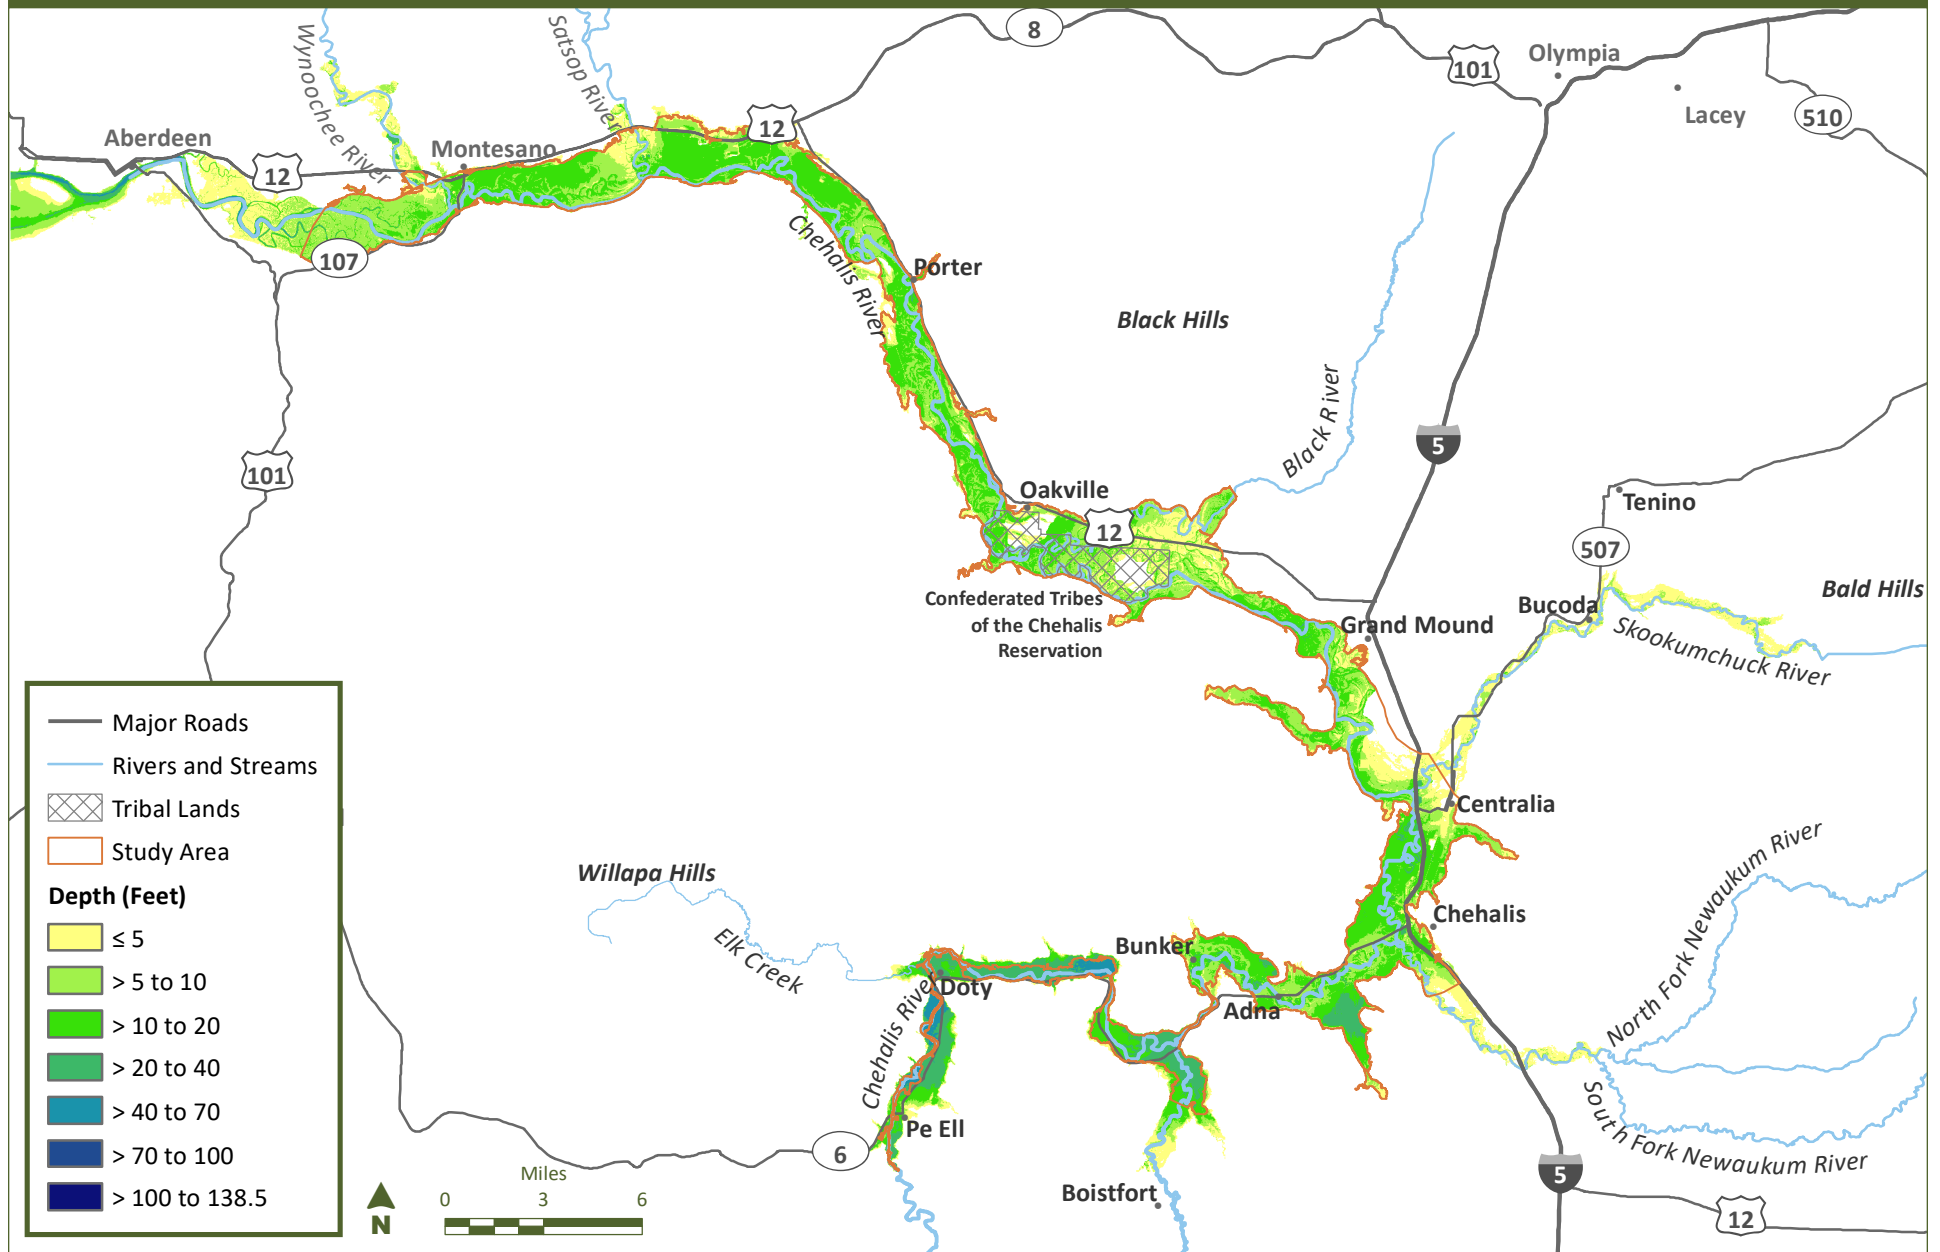 8
Olympia
101
Lacey
510
Wynoochee River
Satsop River
Aberdeen
12
Montesano
12
107
Chehalis River
Porter
Black Hills
Black River
5
101
Oakville
12
Tenino
507
Confederated Tribes
of the Chehalis
Reservation
Grand Mound
Bucoda
Bald Hills
Skookumchuck River
Centralia
Willapa Hills
Elk Creek
Chehalis River
Doty
Bunker
Adna
Chehalis
North Fork Newaukum River
South Fork Newaukum River
Pe Ell
6
Boistfort
5
12
Major Roads
Rivers and Streams
Tribal Lands
Study Area
Depth (Feet)
≤ 5
> 5 to 10
> 10 to 20
> 20 to 40
> 40 to 70
> 70 to 100
> 100 to 138.5
N
Miles
0 3 6